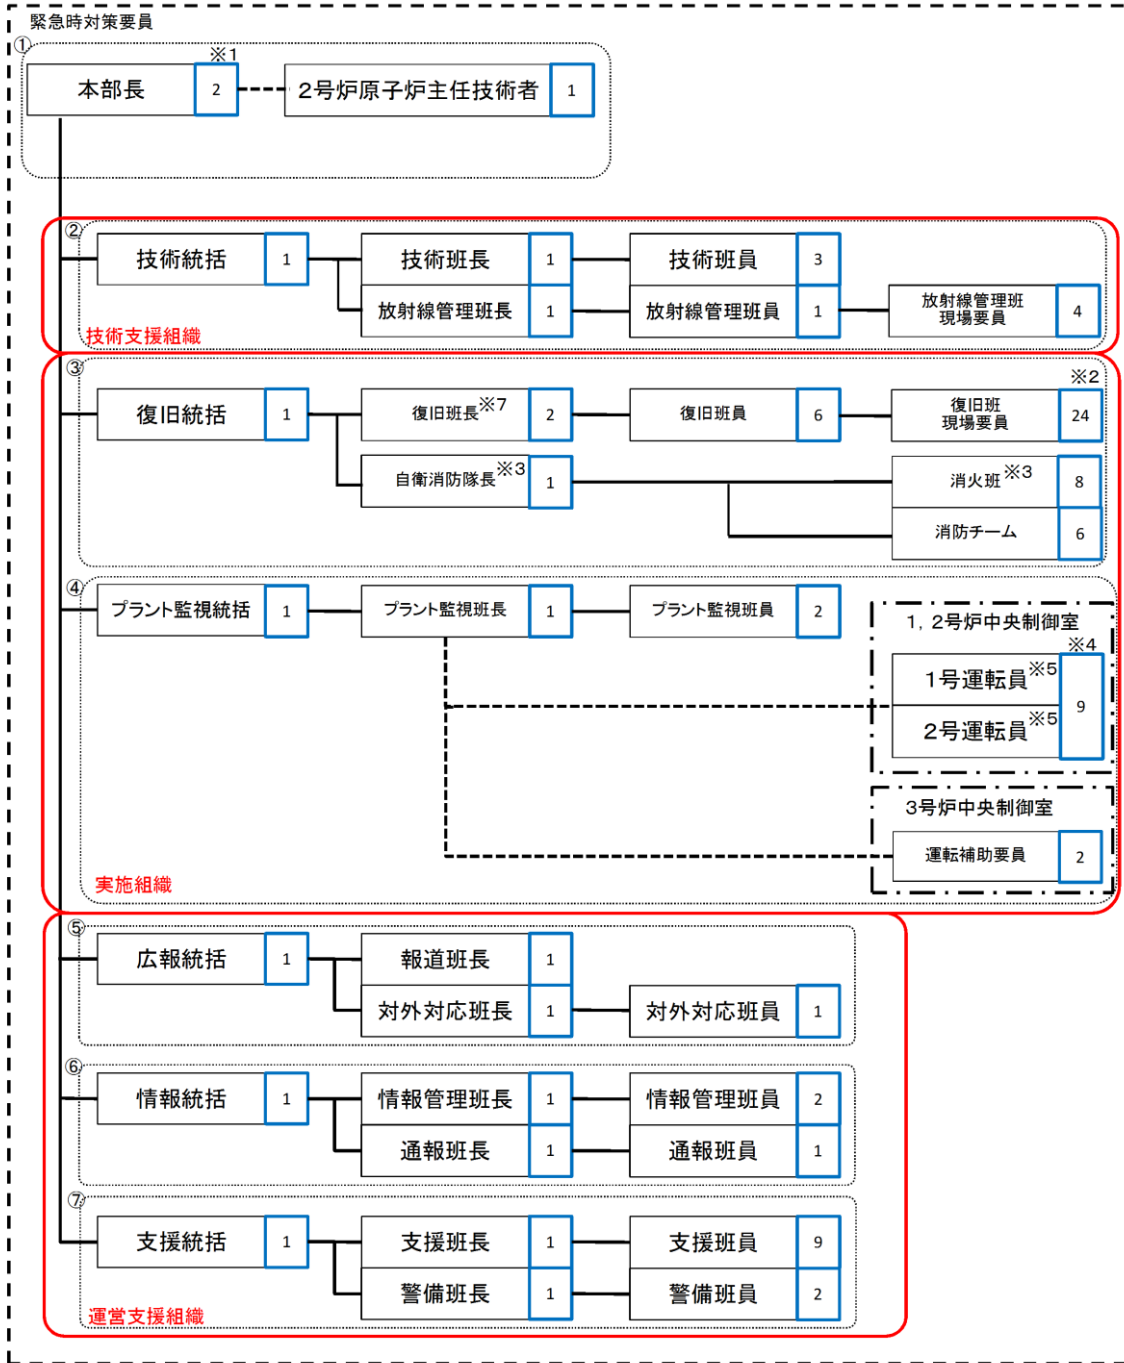 緊急時対策要員
①
※1
本部長 2
2号炉原子炉主任技術者 1
②
技術統括 1
技術班長 1
技術班員 3
放射線管理班長 1
放射線管理班員 1
放射線管理班
現場要員 4
技術支援組織
③
※2
復旧統括 1
復旧班長※7 2
復旧班員 6
復旧班
現場要員 24
自衛消防隊長※3 1
消火班※3 8
消防チーム 6
④
プラント監視統括 1
プラント監視班長 1
プラント監視班員 2
1，2号炉中央制御室
※4
1号運転員※5
9
2号運転員※5
3号炉中央制御室
運転補助要員 2
実施組織
⑤
広報統括 1
報道班長 1
対外対応班長 1
対外対応班員 1
⑥
情報統括 1
情報管理班長 1
情報管理班員 2
通報班長 1
通報班員 1
⑦
支援統括 1
支援班長 1
支援班員 9
警備班長 1
警備班員 2
運営支援組織